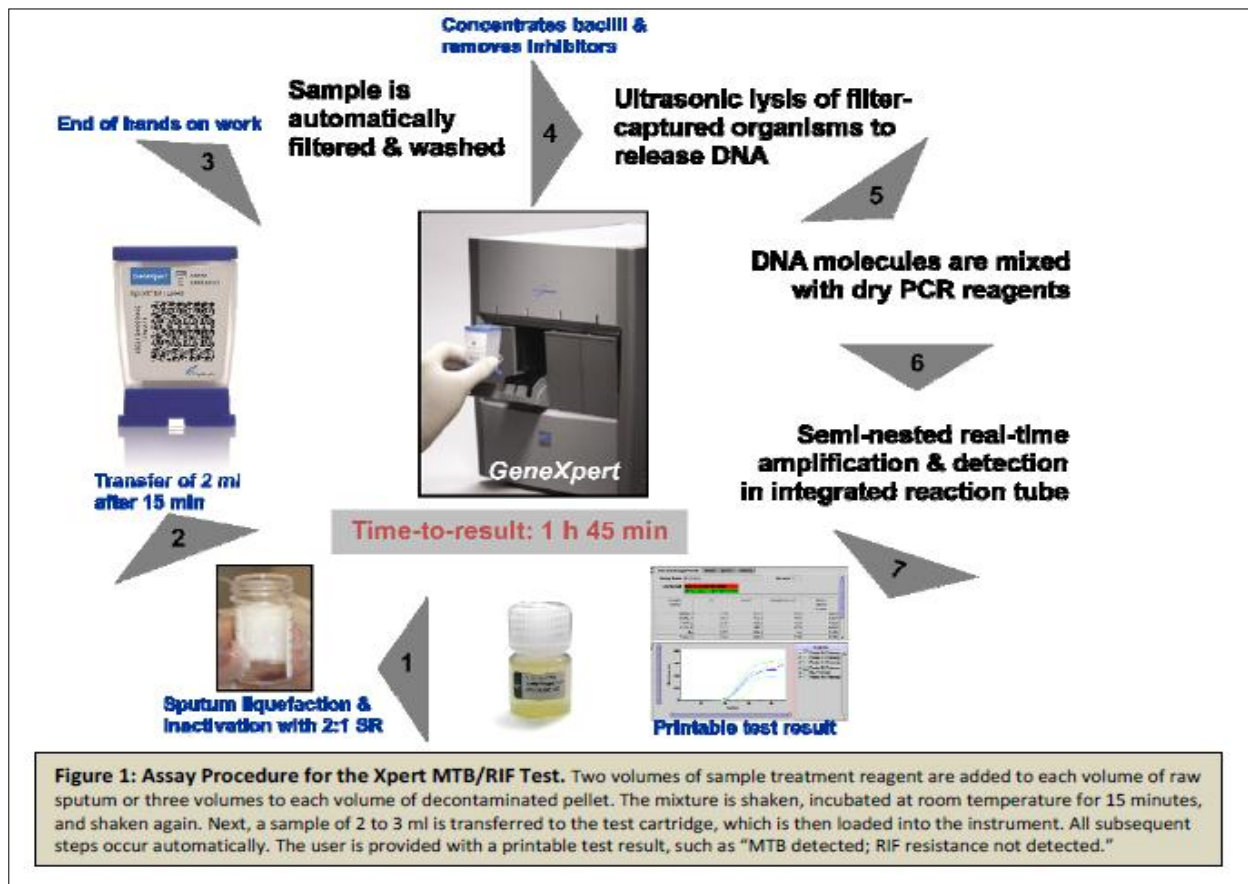 Concentrates bacilli &
removes inhibitors
Sample is
automatically
filtered & washed
4
Ultrasonic lysis of filter-
captured organisms to
release DNA
End of hands on work
3
5
DNA molecules are mixed
with dry PCR reagents
6
GeneXpert
Semi-nested real-time
amplification & detection
in integrated reaction tube
Transfer of 2 ml
after 15 min
2
Time-to-result: 1 h 45 min
7
1
Sputum liquefaction &
inactivation with 2:1 SR
Printable test result
Figure 1: Assay Procedure for the Xpert MTB/RIF Test. Two volumes of sample treatment reagent are added to each volume of raw
sputum or three volumes to each volume of decontaminated pellet. The mixture is shaken, incubated at room temperature for 15 minutes,
and shaken again. Next, a sample of 2 to 3 ml is transferred to the test cartridge, which is then loaded into the instrument. All subsequent
steps occur automatically. The user is provided with a printable test result, such as “MTB detected; RIF resistance not detected.”